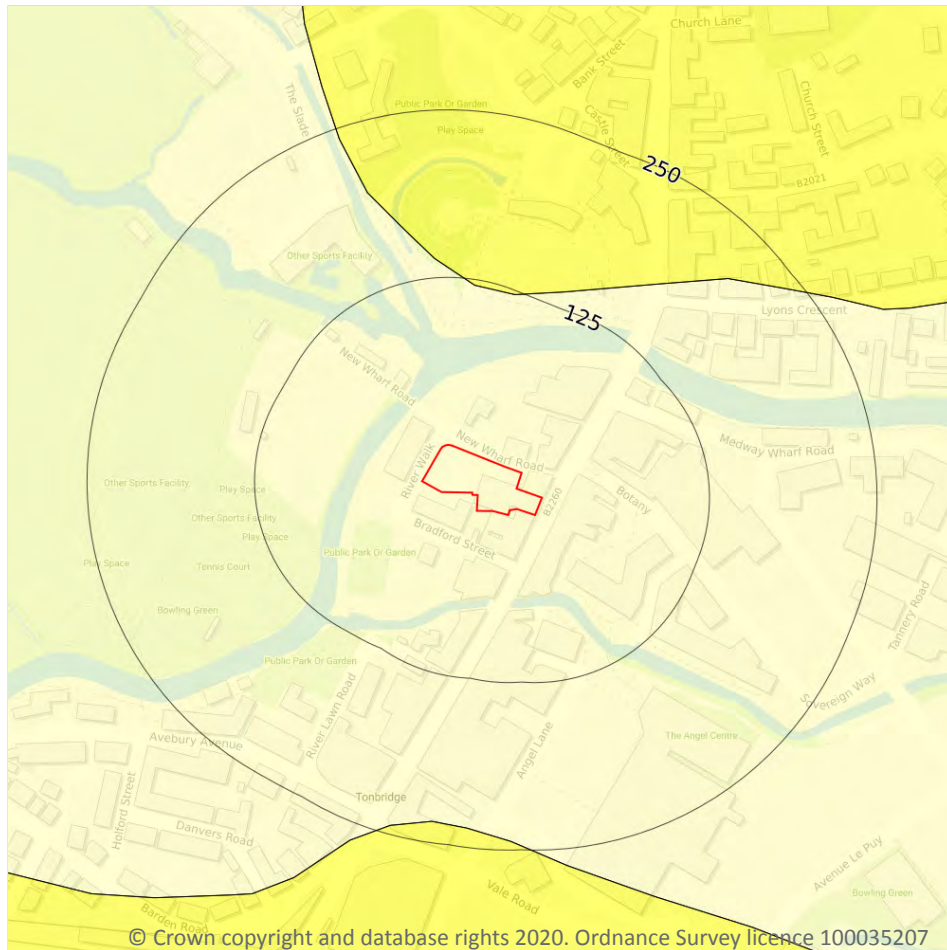 Church Lane
Bank Street
The Slade
Public Park Or Garden
Church Street
Castle Street
Play Space
250
B2021
Other Sports Facility
Lyons Crescent
125
New Wharf Road
New Wharf Road
Medway Wharf Road
River Walk
Other Sports Facility
Play Space
B2260
Botany
Other Sports Facility
Bradford Street
Play Space
Public Park Or Garden
Play Space
Tennis Court
Tannery Road
Bowling Green
Public Park Or Garden
River Lawn Road
Sovereign Way
Avebury Avenue
Angel Lane
The Angel Centre
Tonbridge
Holford Street
Danvers Road
Avenue Le Puy
Vale Road
Bowling Green
Barden Road
© Crown copyright and database rights 2020. Ordnance Survey licence 100035207